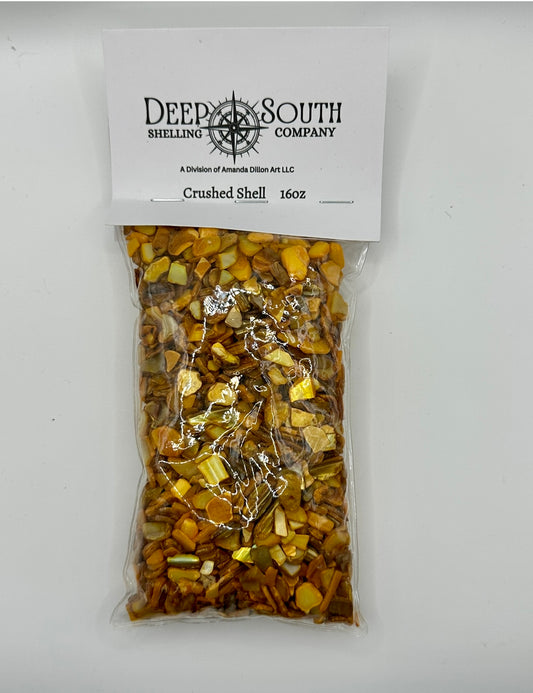 DEEP SOUTH
SHELLING COMPANY
A Division of Amanda Dillon Art LLC
Crushed Shell 16oz